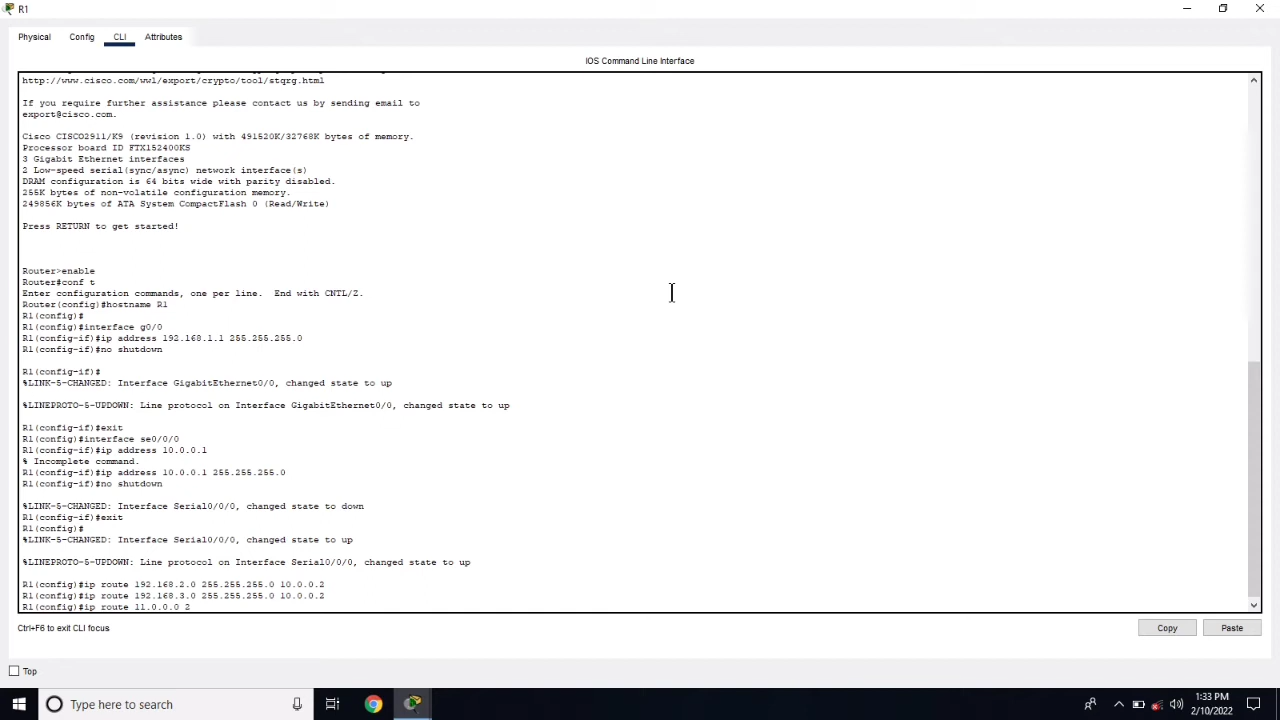 R1
Physical
Config
CLI
Attributes
IOS Command Line Interface
http://www.cisco.com/wwl/export/crypto/tool/stqrg.html
If you require further assistance please contact us by sending email to
export@cisco.com.
Cisco CISCO2911/K9 (revision 1.0) with 491520K/32768K bytes of memory.
Processor board ID FTX152400KS
3 Gigabit Ethernet interfaces
2 Low-speed serial(sync/async) network interface(s)
DRAM configuration is 64 bits wide with parity disabled.
255K bytes of non-volatile configuration memory.
249856K bytes of ATA System CompactFlash 0 (Read/Write)
Press RETURN to get started!
Router>enable
Router#conf t
Enter configuration commands, one per line.  End with CNTL/Z.
Router(config)#hostname R1
R1(config)#
R1(config)#interface g0/0
R1(config-if)#ip address 192.168.1.1 255.255.255.0
R1(config-if)#no shutdown
R1(config-if)#
%LINK-5-CHANGED: Interface GigabitEthernet0/0, changed state to up
%LINEPROTO-5-UPDOWN: Line protocol on Interface GigabitEthernet0/0, changed state to up
R1(config-if)#exit
R1(config)#interface se0/0/0
R1(config-if)#ip address 10.0.0.1
% Incomplete command.
R1(config-if)#ip address 10.0.0.1 255.255.255.0
R1(config-if)#no shutdown
%LINK-5-CHANGED: Interface Serial0/0/0, changed state to down
R1(config-if)#exit
R1(config)#
%LINK-5-CHANGED: Interface Serial0/0/0, changed state to up
%LINEPROTO-5-UPDOWN: Line protocol on Interface Serial0/0/0, changed state to up
R1(config)#ip route 192.168.2.0 255.255.255.0 10.0.0.2
R1(config)#ip route 192.168.3.0 255.255.255.0 10.0.0.2
R1(config)#ip route 11.0.0.0 2
Ctrl+F6 to exit CLI focus
Copy
Paste
Top
Type here to search
1:33 PM
2/10/2022